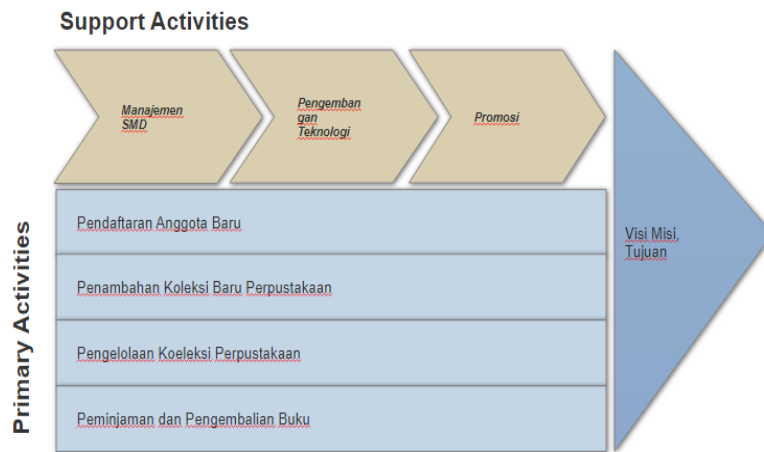 Support Activities
Manajemen
SMD
Pengemban
gan
Teknologi
Promosi
Primary Activities
Pendaftaran Anggota Baru
Penambahan Koleksi Baru Perpustakaan
Pengelolaan Koeleksi Perpustakaan
Peminjaman dan Pengembalian Buku
Visi Misi,
Tujuan